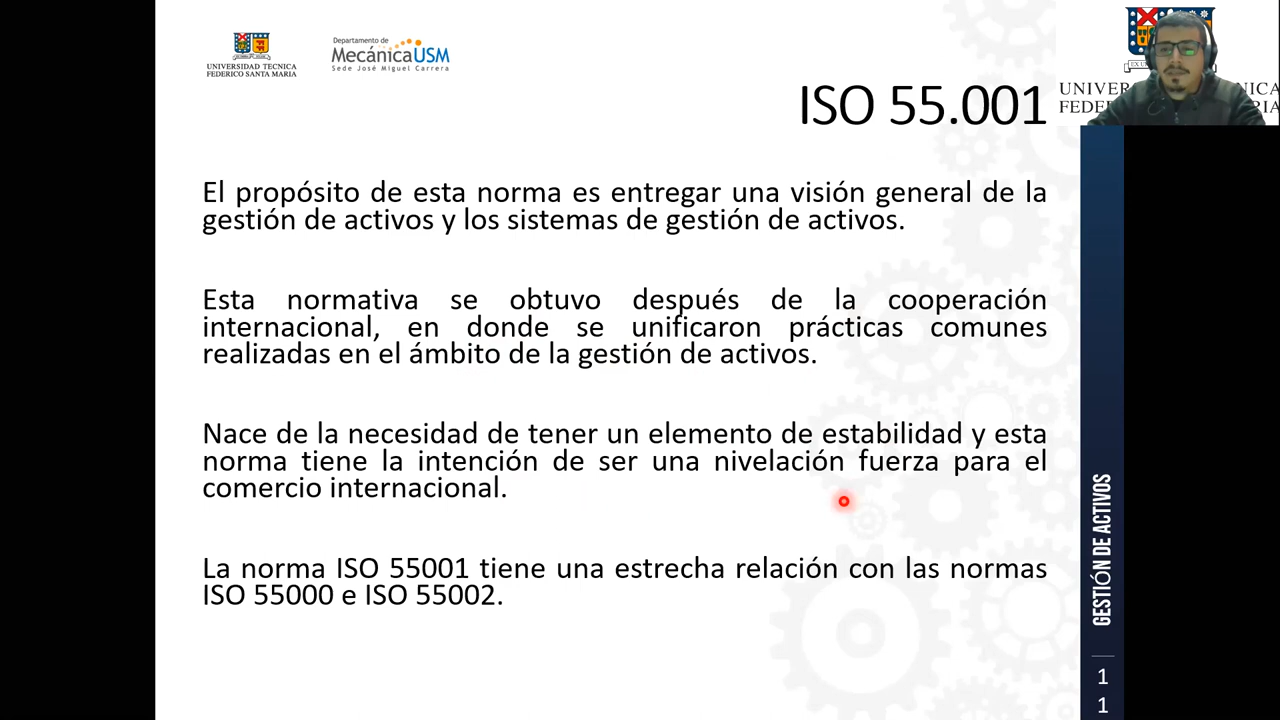 UNIVERSIDAD TECNICA
FEDERICO SANTA MARIA
Departamento de
MecánicaUSM
Sede José Miguel Carrera
ISO 55.001
El propósito de esta norma es entregar una visión general de la
gestión de activos y los sistemas de gestión de activos.
Esta normativa se obtuvo después de la cooperación
internacional, en donde se unificaron prácticas comunes
realizadas en el ámbito de la gestión de activos.
Nace de la necesidad de tener un elemento de estabilidad y esta
norma tiene la intención de ser una nivelación fuerza para el
comercio internacional.
La norma ISO 55001 tiene una estrecha relación con las normas
ISO 55000 e ISO 55002.
GESTIÓN DE ACTIVOS
1
1